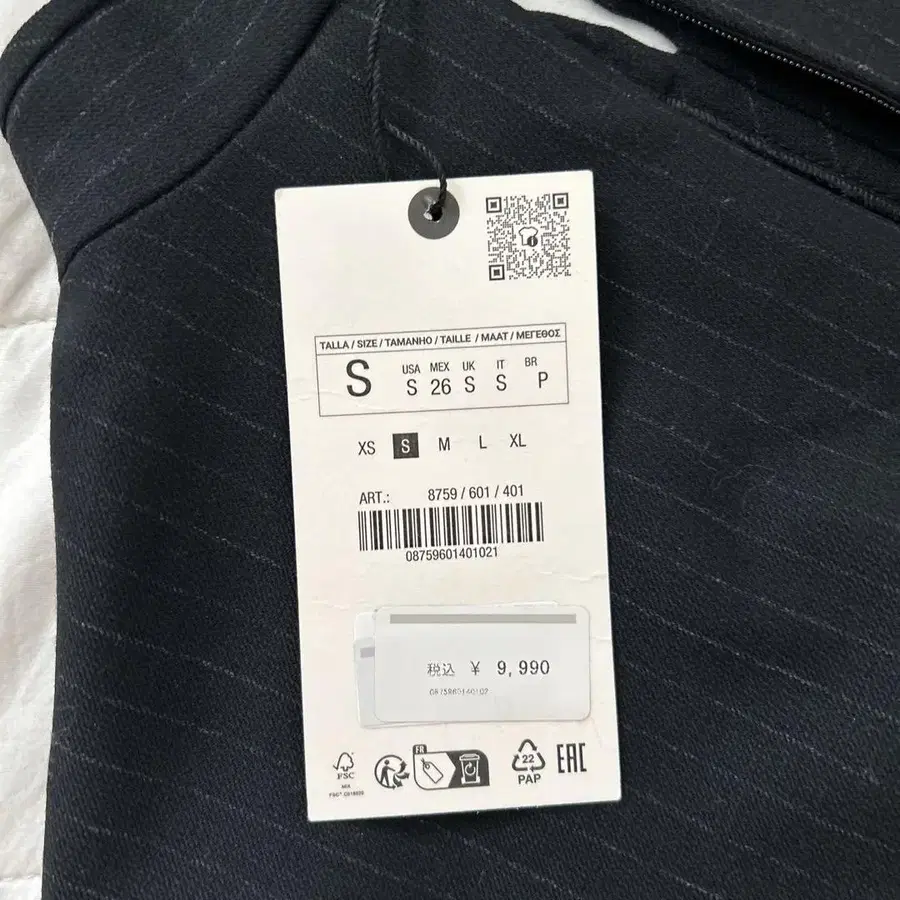 TALLA / SIZE / TAMANHO / TAILLE / MAAT / ΜΕΓΕΘΟΣ
USA MEX UK IT BR
S S 26 S S P
XS S M L XL
ART.: 8759 / 601 / 401
08759601401021
税込 ¥ 9,990
FR
FSC
MIX
22
PAP
EAC